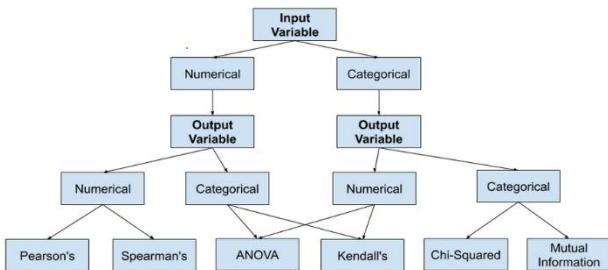 Input
Variable
Numerical
Categorical
Output
Variable
Output
Variable
Numerical
Categorical
Numerical
Categorical
Pearson's
Spearman's
ANOVA
Kendall's
Chi-Squared
Mutual
Information